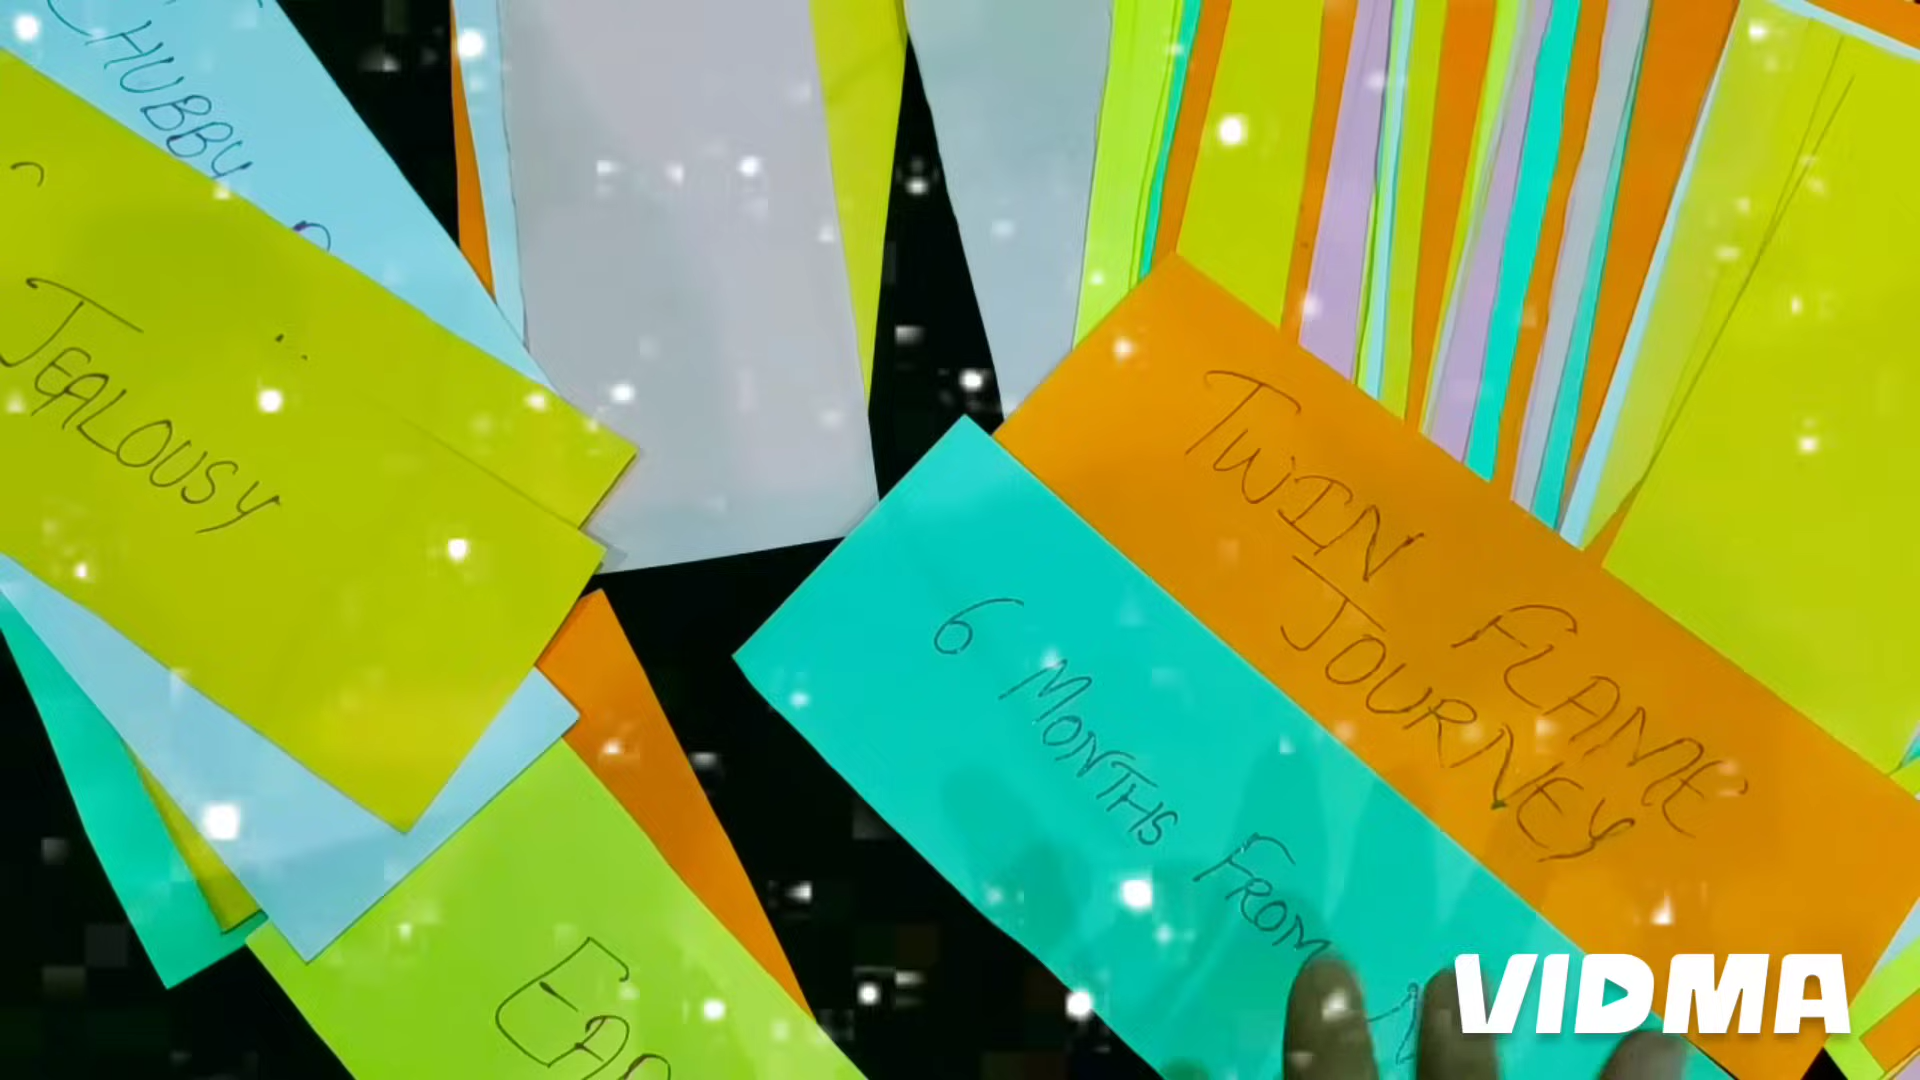 CHUBBY
JEALOUSY
TWIN FLAME
JOURNEY
6 MONTHS FROM
VIDMA